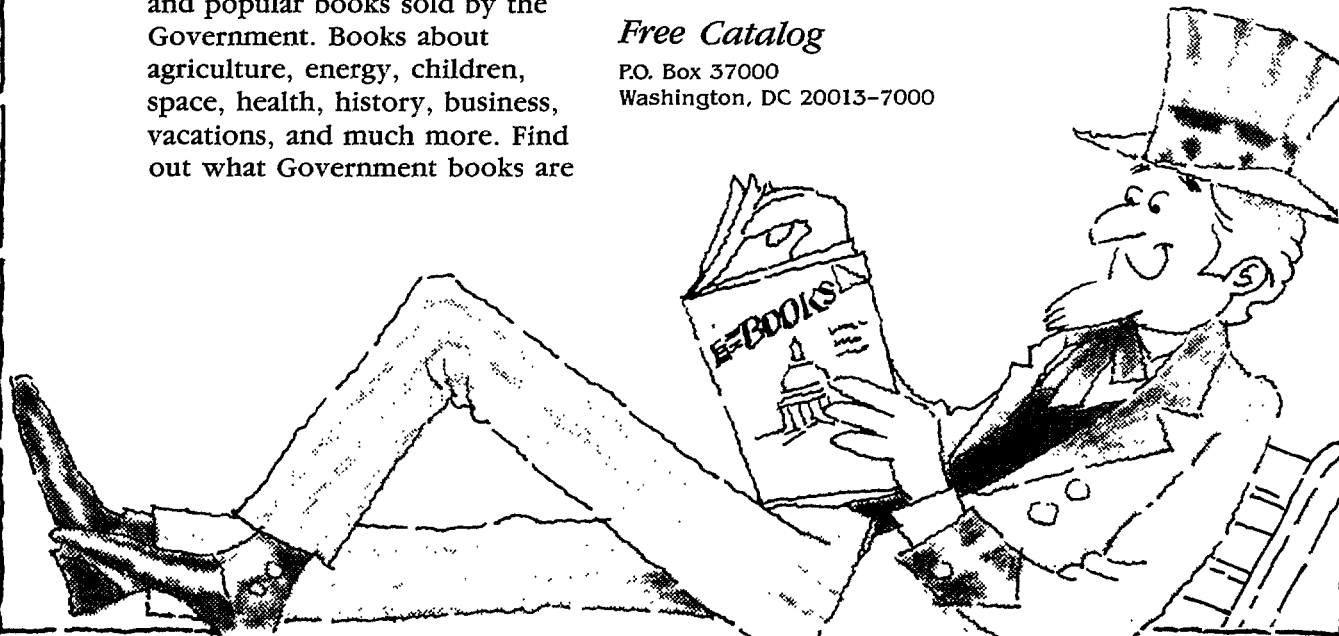 and popular books sold by the
Government. Books about
agriculture, energy, children,
space, health, history, business,
vacations, and much more. Find
out what Government books are
Free Catalog
P.O. Box 37000
Washington, DC 20013-7000
BOOKS